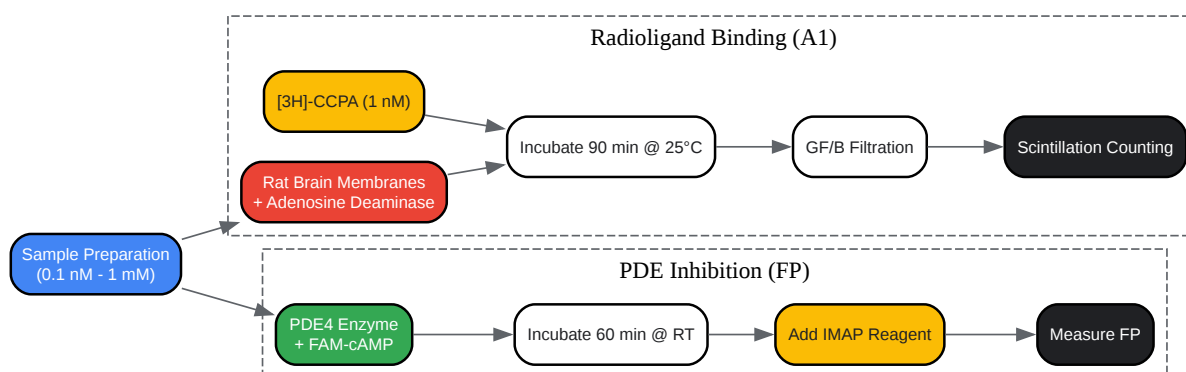 Radioligand Binding (A1)
[3H]-CCPA (1 nM)
Incubate 90 min @ 25°C
GF/B Filtration
Scintillation Counting
Rat Brain Membranes
+ Adenosine Deaminase
Sample Preparation
(0.1 nM - 1 mM)
PDE Inhibition (FP)
PDE4 Enzyme
+ FAM-cAMP
Incubate 60 min @ RT
Add IMAP Reagent
Measure FP